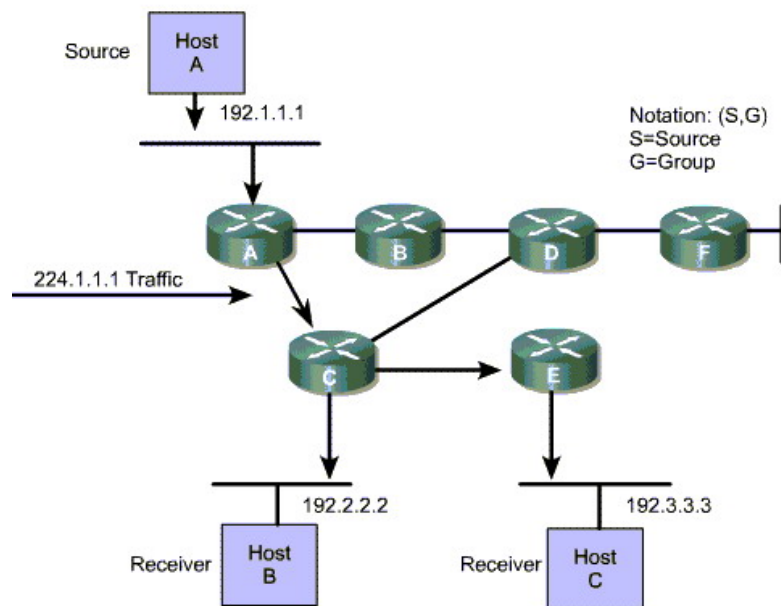 Source
Host
A
192.1.1.1
Notation: (S,G)
S=Source
G=Group
A
B
D
F
224.1.1.1 Traffic
C
E
192.2.2.2
192.3.3.3
Receiver
Host
B
Receiver
Host
C